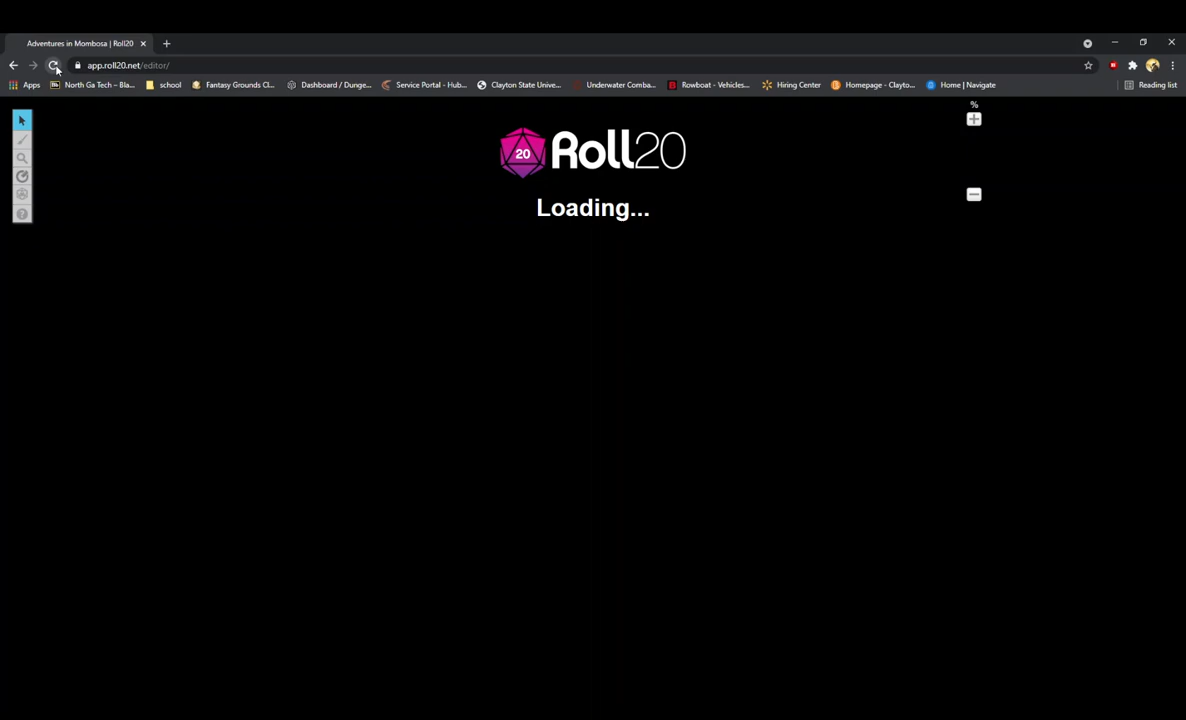 Adventures in Mombosa | Roll20
app.roll20.net/editor/
Apps North Ga Tech – Bla... school Fantasy Grounds Cl... Dashboard / Dunge... Service Portal - Hub... Clayton State Unive... Underwater Comba... Rowboat - Vehicles... Hiring Center Homepage - Clayto... Home | Navigate Reading list
%
20 Roll20
Loading...